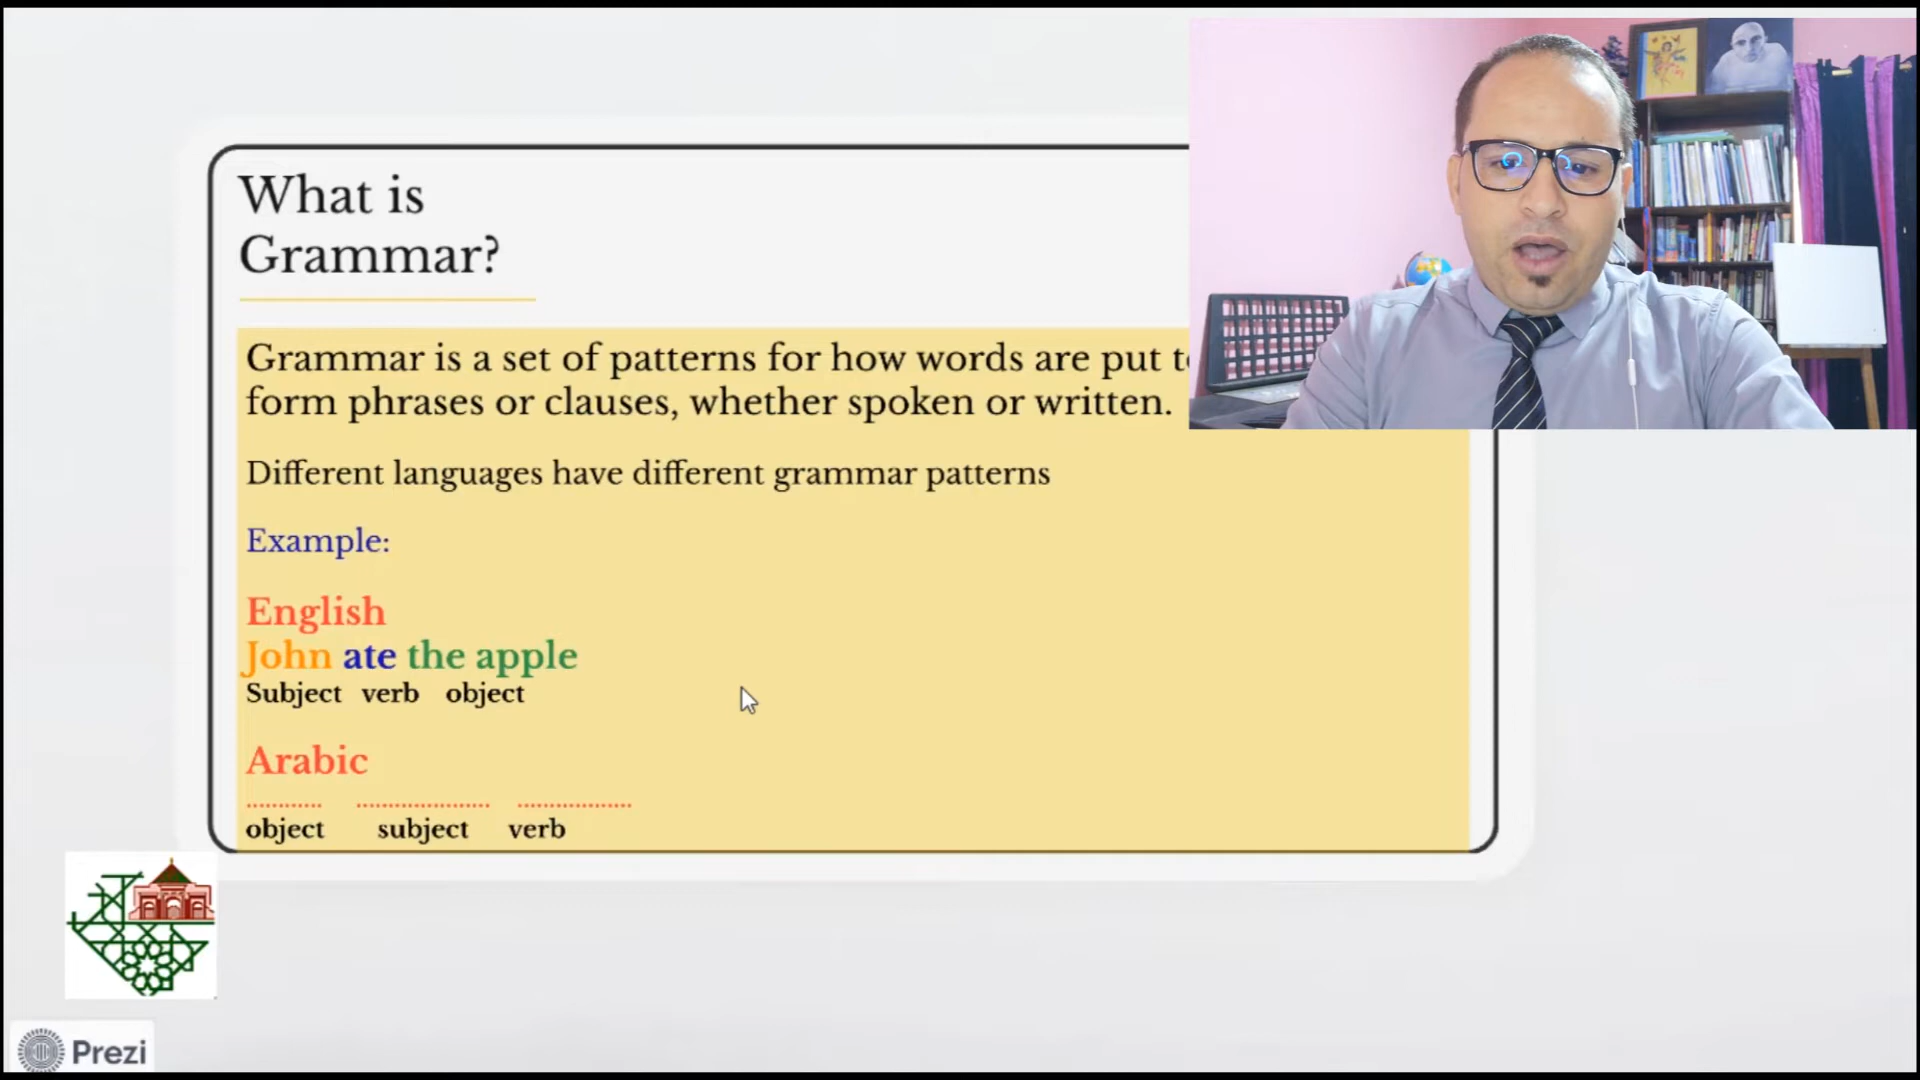 What is
Grammar?
Grammar is a set of patterns for how words are put
form phrases or clauses, whether spoken or written.
Different languages have different grammar patterns
Example:
English
John ate the apple
Subject verb object
Arabic
............ ..................... ..................
object subject verb
Prezi